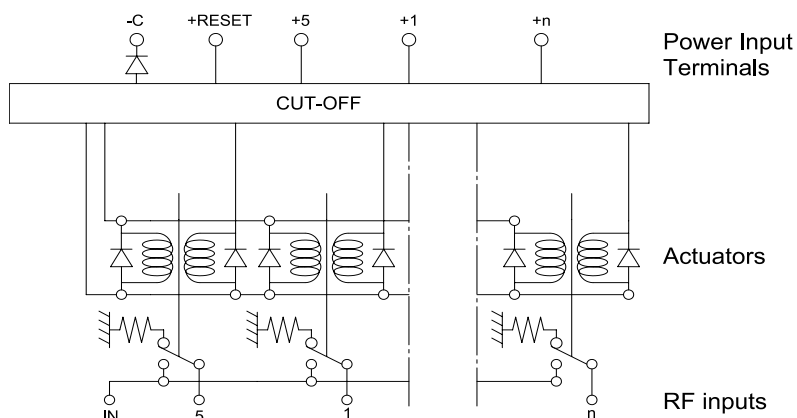 -C +RESET +5 +1 +n
Power Input
Terminals
CUT-OFF
Actuators
IN 5 1 n
RF inputs